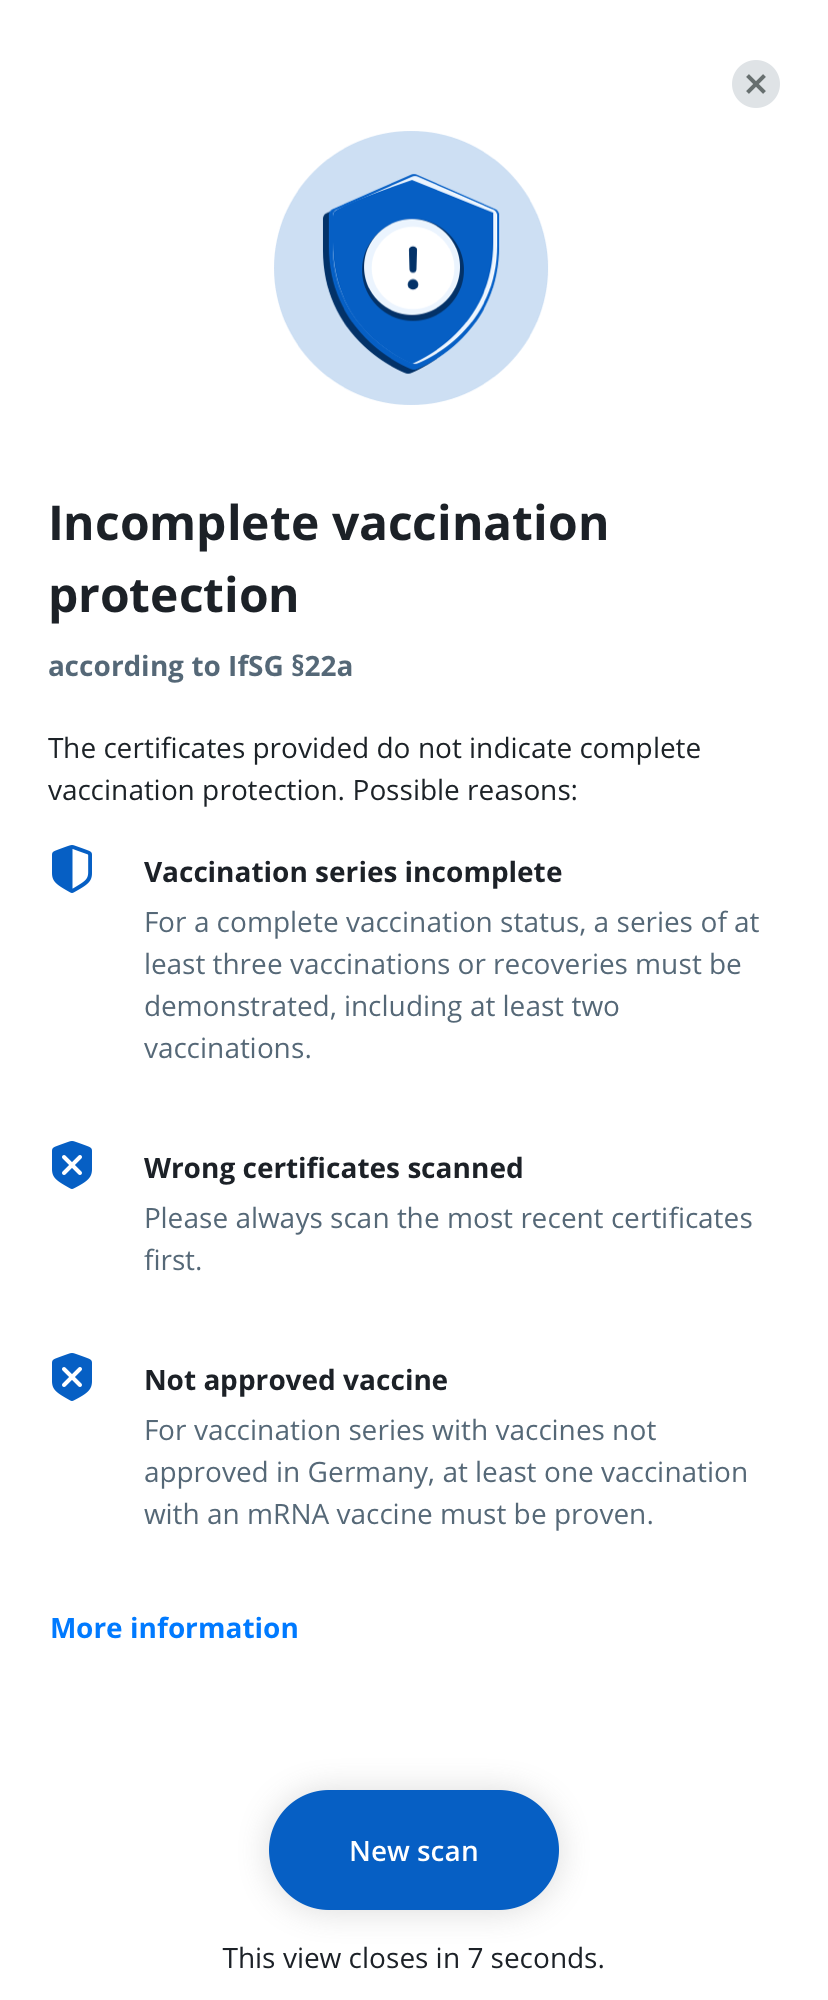 Incomplete vaccination
protection
according to IfSG §22a
The certificates provided do not indicate complete
vaccination protection. Possible reasons:
Vaccination series incomplete
For a complete vaccination status, a series of at
least three vaccinations or recoveries must be
demonstrated, including at least two
vaccinations.
Wrong certificates scanned
Please always scan the most recent certificates
first.
Not approved vaccine
For vaccination series with vaccines not
approved in Germany, at least one vaccination
with an mRNA vaccine must be proven.
More information
New scan
This view closes in 7 seconds.